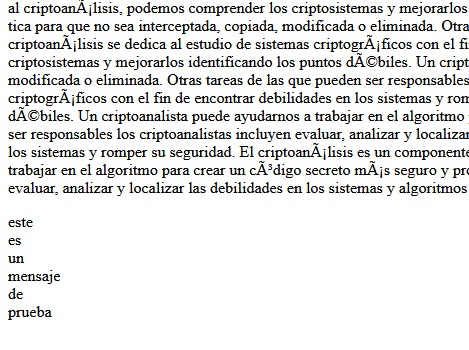 al criptoanÃ¡lisis, podemos comprender los criptosistemas y mejorarlos
tica para que no sea interceptada, copiada, modificada o eliminada. Otra
criptoanÃ¡lisis se dedica al estudio de sistemas criptogrÃ¡ficos con el fi
criptosistemas y mejorarlos identificando los puntos dÃ©biles. Un cript
modificada o eliminada. Otras tareas de las que pueden ser responsables
criptogrÃ¡ficos con el fin de encontrar debilidades en los sistemas y rom
dÃ©biles. Un criptoanalista puede ayudarnos a trabajar en el algoritmo
ser responsables los criptoanalistas incluyen evaluar, analizar y localizar
los sistemas y romper su seguridad. El criptoanÃ¡lisis es un componente
trabajar en el algoritmo para crear un cÃ³digo secreto mÃ¡s seguro y pro
evaluar, analizar y localizar las debilidades en los sistemas y algoritmos
este
es
un
mensaje
de
prueba